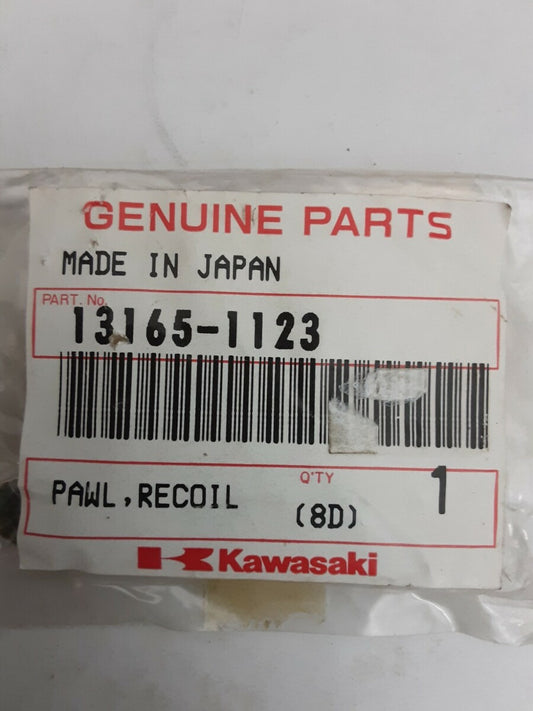 GENUINE PARTS
MADE IN JAPAN
PART. No.
13165-1123
PAWL,RECOIL
Q'TY
(8D)
1
Kawasaki